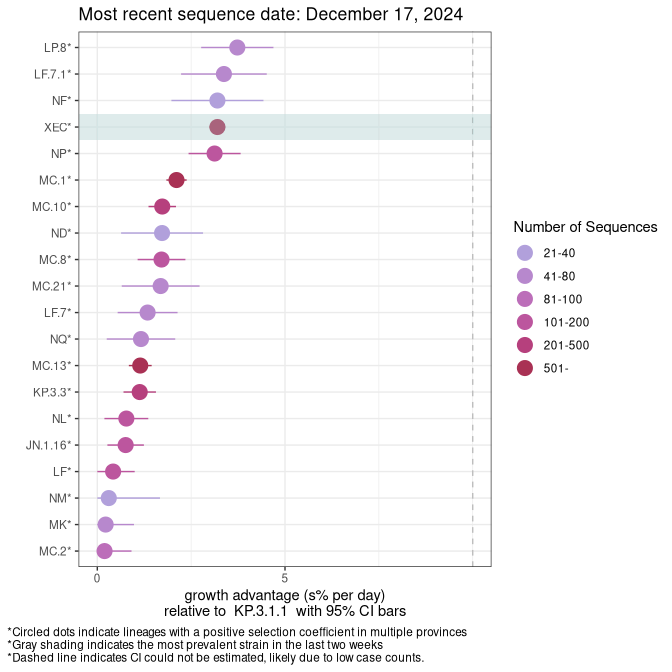 Most recent sequence date: December 17, 2024
LP.8*
LF.7.1*
NF*
XEC*
NP*
MC.1*
MC.10*
ND*
MC.8*
MC.21*
LF.7*
NQ*
MC.13*
KP.3.3*
NL*
JN.1.16*
LF*
NM*
MK*
MC.2*
0 5
growth advantage (s% per day)
relative to KP.3.1.1 with 95% CI bars
Number of Sequences
21-40
41-80
81-100
101-200
201-500
501-
*Circled dots indicate lineages with a positive selection coefficient in multiple provinces
*Gray shading indicates the most prevalent strain in the last two weeks
*Dashed line indicates CI could not be estimated, likely due to low case counts.